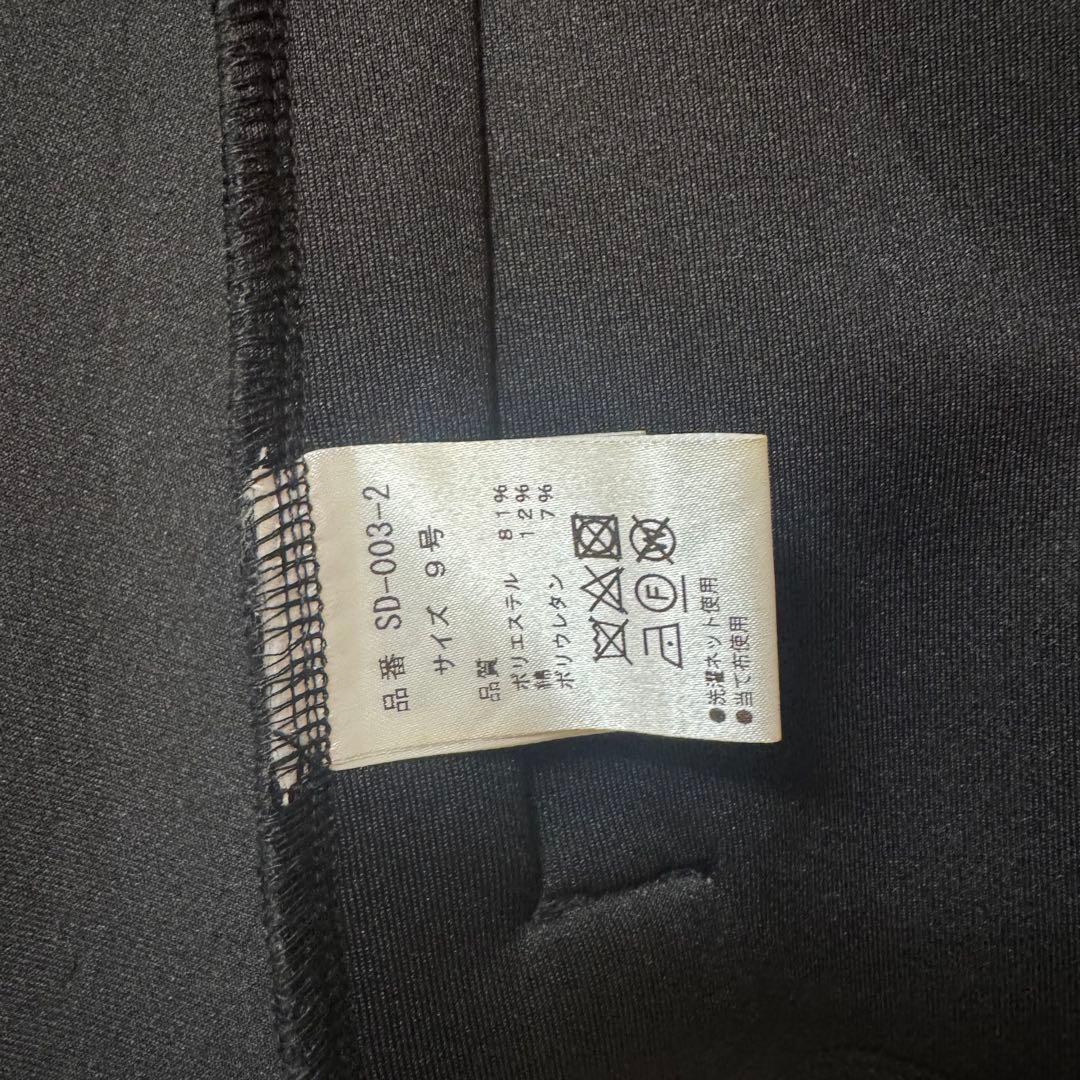 品番 SD-003-2
サイズ 9号
品質
ポリエステル 81%
綿 12%
ポリウレタン 7%
F
W
●洗濯ネット使用
●当て布使用